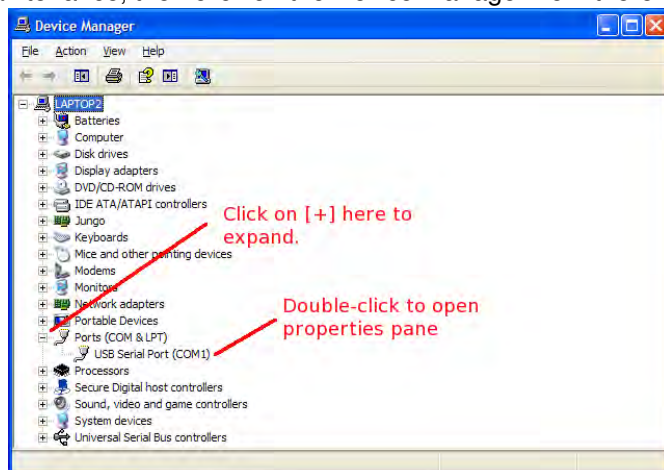 Device Manager
File Action View Help
LAPTOP2
Batteries
Computer
Disk drives
Display adapters
DVD/CD-ROM drives
IDE ATA/ATAPI controllers
Jungo
Keyboards
Mice and other pointing devices
Modems
Monitors
Network adapters
Portable Devices
Ports (COM & LPT)
USB Serial Port (COM1)
Processors
Secure Digital host controllers
Sound, video and game controllers
System devices
Universal Serial Bus controllers
Click on [+] here to
expand.
Double-click to open
properties pane